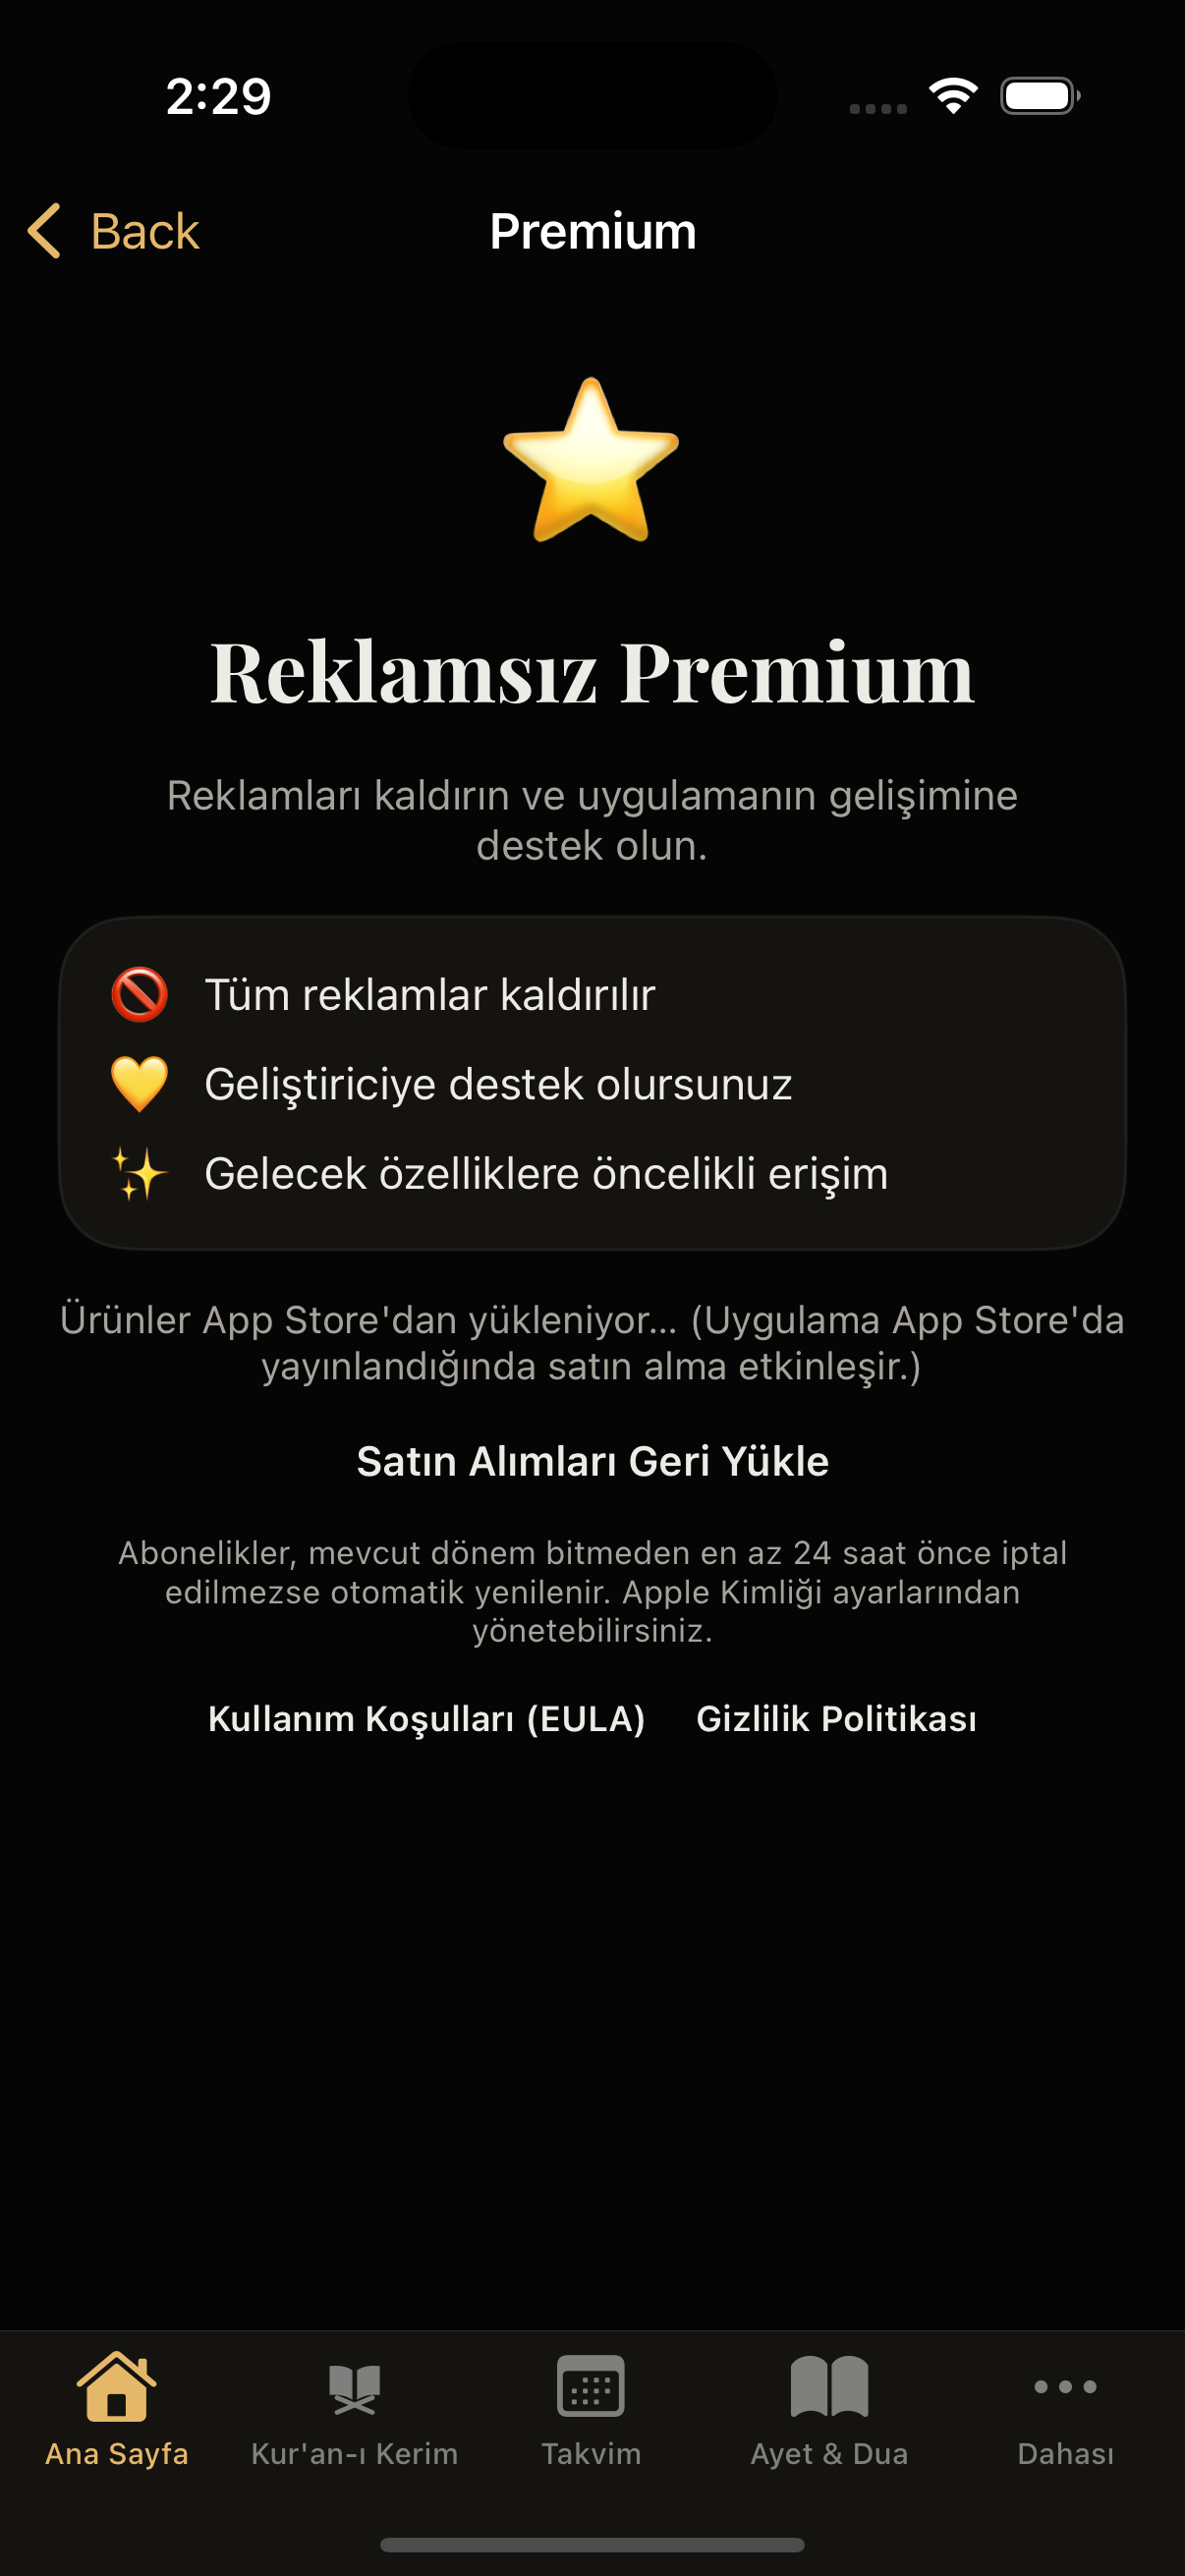 2:29
Back
Premium
Reklamsız Premium
Reklamları kaldırın ve uygulamanın gelişimine
destek olun.
Tüm reklamlar kaldırılır
Geliştiriciye destek olursunuz
Gelecek özelliklere öncelikli erişim
Ürünler App Store'dan yükleniyor... (Uygulama App Store'da
yayınlandığında satın alma etkinleşir.)
Satın Alımları Geri Yükle
Abonelikler, mevcut dönem bitmeden en az 24 saat önce iptal
edilmezse otomatik yenilenir. Apple Kimliği ayarlarından
yönetebilirsiniz.
Kullanım Koşulları (EULA)
Gizlilik Politikası
Ana Sayfa
Kur'an-ı Kerim
Takvim
Ayet & Dua
Dahası